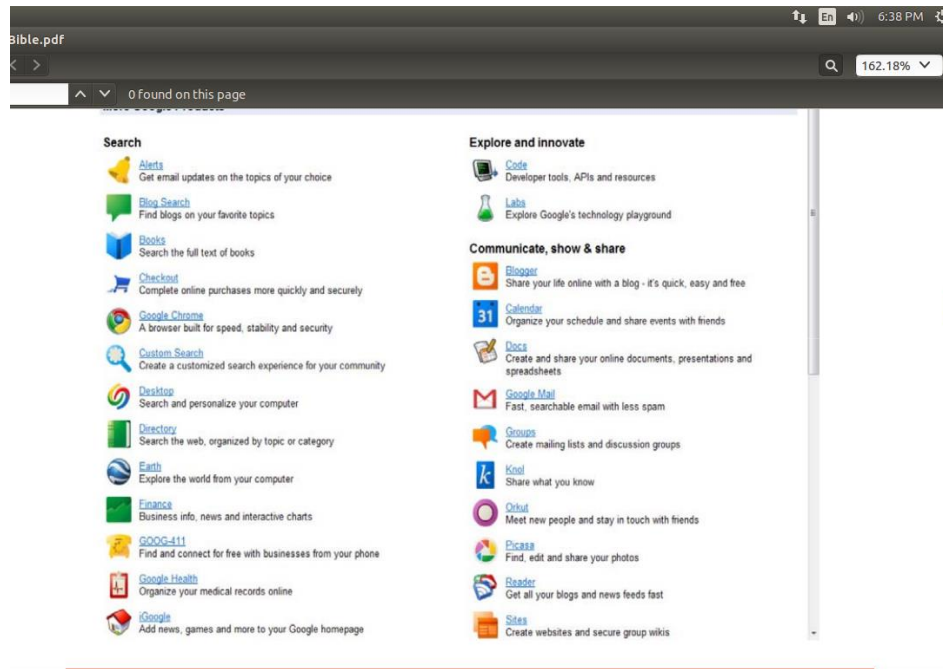 En
6:38 PM
Bible.pdf
162.18%
0 found on this page
More Google Products
Search
Alerts
Get email updates on the topics of your choice
Blog Search
Find blogs on your favorite topics
Books
Search the full text of books
Checkout
Complete online purchases more quickly and securely
Google Chrome
A browser built for speed, stability and security
Custom Search
Create a customized search experience for your community
Desktop
Search and personalize your computer
Directory
Search the web, organized by topic or category
Earth
Explore the world from your computer
Finance
Business info, news and interactive charts
GOOG-411
Find and connect for free with businesses from your phone
Google Health
Organize your medical records online
iGoogle
Add news, games and more to your Google homepage
Explore and innovate
Code
Developer tools, APIs and resources
Labs
Explore Google's technology playground
Communicate, show & share
Blogger
Share your life online with a blog - it's quick, easy and free
31
Calendar
Organize your schedule and share events with friends
Docs
Create and share your online documents, presentations and
spreadsheets
Google Mail
Fast, searchable email with less spam
Groups
Create mailing lists and discussion groups
k
Knol
Share what you know
Orkut
Meet new people and stay in touch with friends
Picasa
Find, edit and share your photos
Reader
Get all your blogs and news feeds fast
Sites
Create websites and secure group wikis